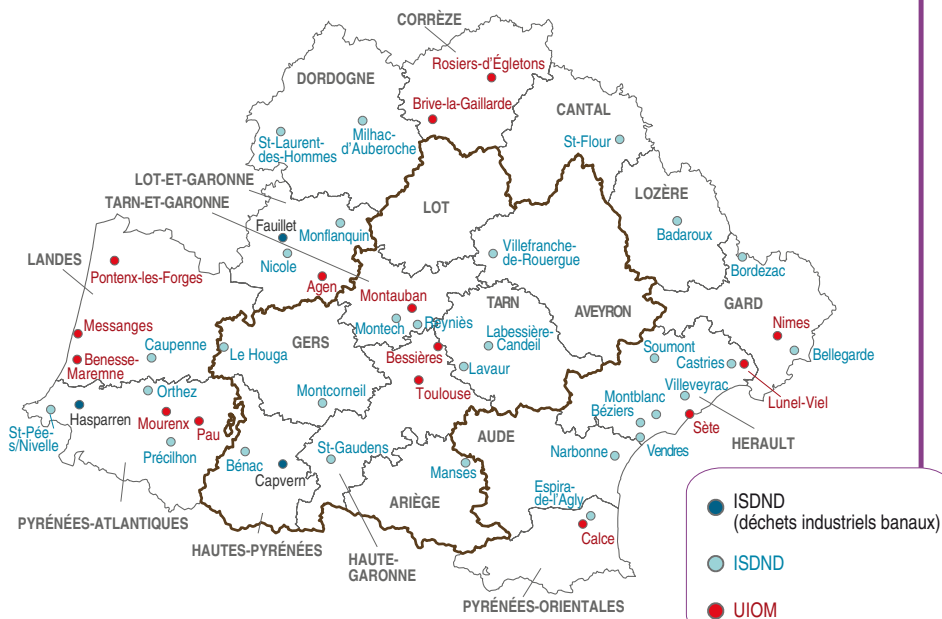 CORRÈZE
Rosiers-d'Égletons
DORDOGNE
Brive-la-Gaillarde
CANTAL
St-Laurent-
des-Hommes
Milhac-
d'Auberoche
St-Flour
LOT-ET-GARONNE
TARN-ET-GARONNE
LOT
LOZÈRE
Fauillet
Monflanquin
Badaroux
Nicole
Villefranche-
de-Rouergue
LANDES
Pontenx-les-Forges
Agen
Bordezac
Montauban
TARN
AVEYRON
GARD
Messanges
Montech
Reyniès
Nimes
Caupenne
Le Houga
GERS
Labessière-
Candeil
Soumont
Castries
Bellegarde
Benesse-
Maremne
Bessières
Lavaur
Villeveyrac
Montcorneil
Toulouse
Montblanc
Lunel-Viel
Orthez
Béziers
Hasparren
Mourenx
Pau
Sète
HERAULT
St-Pée-
s/Nivelle
Précilhon
Bénac
St-Gaudens
AUDE
Vendres
Narbonne
Capvern
Manses
Espira-
de-l'Agly
ARIÈGE
Calce
PYRÉNÉES-ATLANTIQUES
HAUTES-PYRÉNÉES
HAUTE-
GARONNE
PYRÉNÉES-ORIENTALES
ISDND
(déchets industriels banaux)
ISDND
UIOM